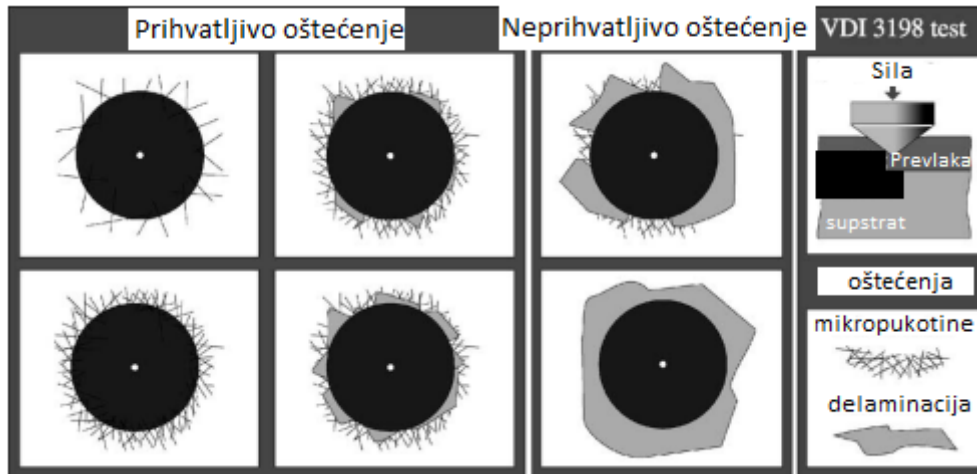 Prihvatljivo oštećenje
Neprihvatljivo oštećenje
VDI 3198 test
Sila
Prevlaka
supstrat
oštećenja
mikropukotine
delaminacija